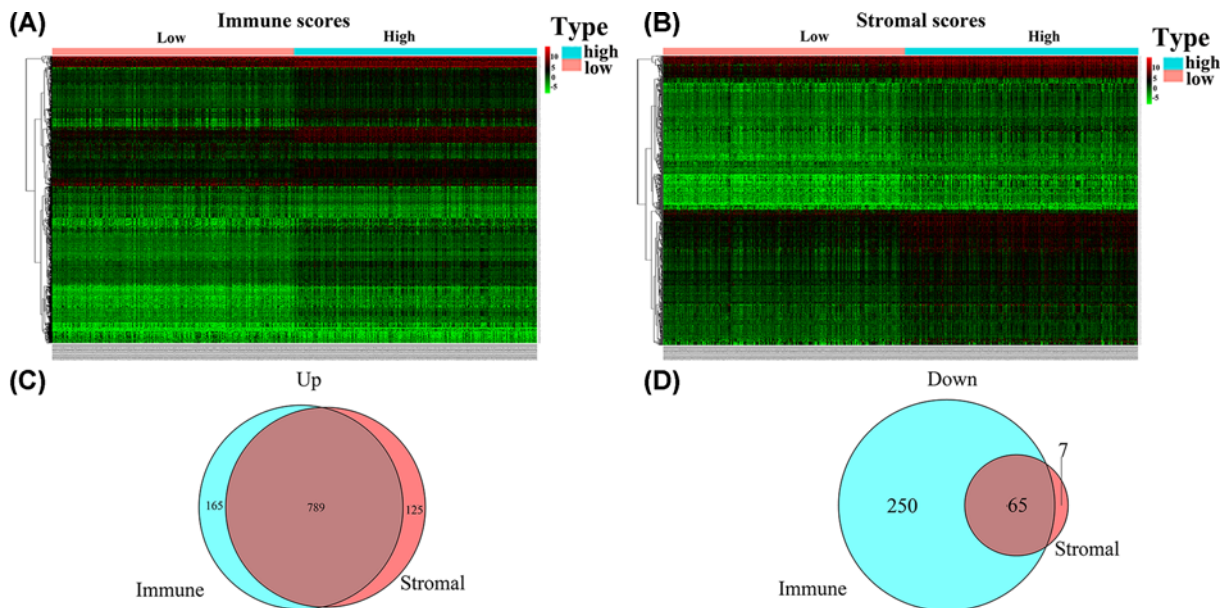 (A)
Immune scores
Low
High
Type
high
low
10
5
0
-5
(B)
Stromal scores
Low
High
Type
high
low
10
5
0
-5
(C)
Up
165
789
125
Immune
Stromal
(D)
Down
7
250
65
Stromal
Immune